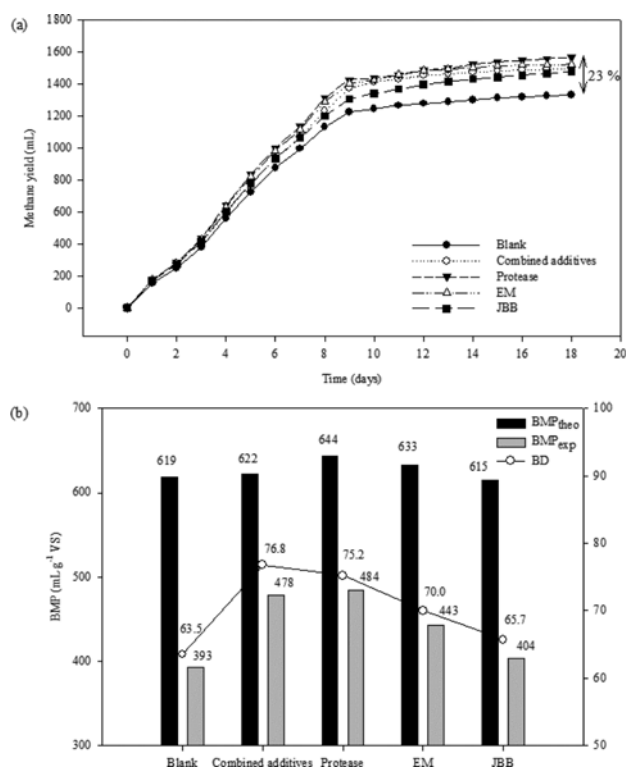 (a)
1800
1600
1400
1200
1000
800
600
400
200
0
Methane yield (mL)
23 %
Blank
Combined additives
Protease
EM
JBB
0 2 4 6 8 10 12 14 16 18 20
Time (days)
(b)
700
600
500
400
300
BMP (mL g-1 VS)
100
90
80
70
60
50
BMPtheo
BMPexp
BD
619 622 644 633 615
63.5 76.8 75.2 70.0 65.7
393 478 484 443 404
Blank Combined additives Protease EM JBB